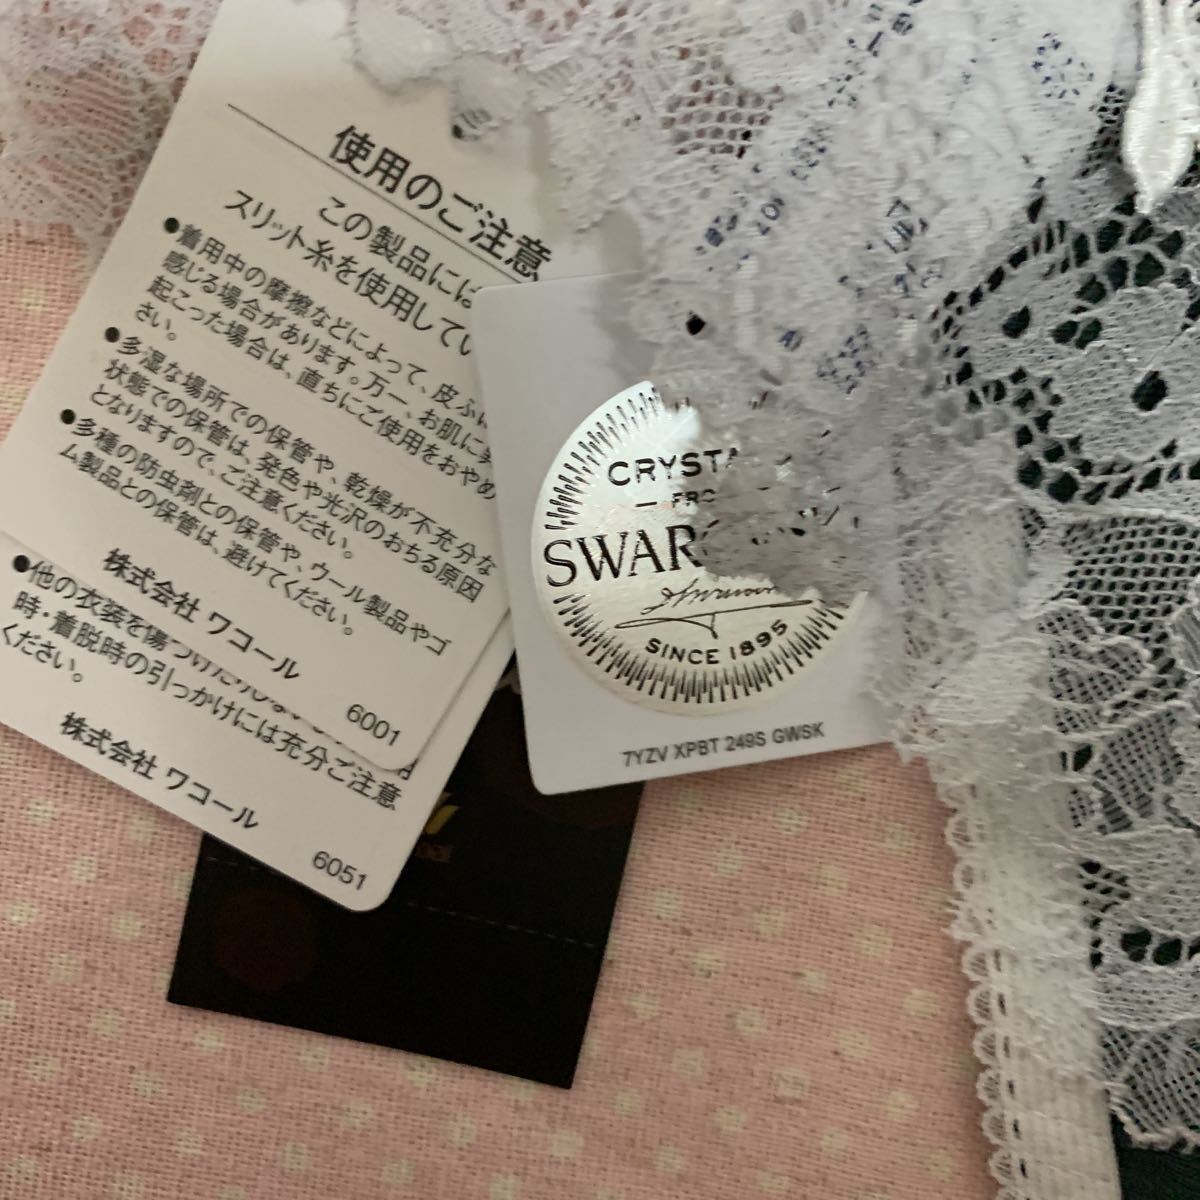 使用のご注意
この製品には
スリット糸を使用してい
●着用中の摩擦などによって、皮ふに
感じる場合があります。万一、お肌に異
起こった場合は、直ちにご使用をおやめ
さい。
●多湿な場所での保管や、乾燥が不充分な
状態での保管は、発色や光沢のおちる原因
となりますので、ご注意ください。
●多種の防虫剤との保管や、ウール製品やゴ
ム製品との保管は、避けてください。
株式会社 ワコール
6001
●他の衣装を傷つけたり
時・着脱時の引っかけには充分ご注意
ください。
株式会社 ワコール
6051
CRYSTA
FRO
SWAR
SINCE 1895
7YZV XPBT 249S GWSK